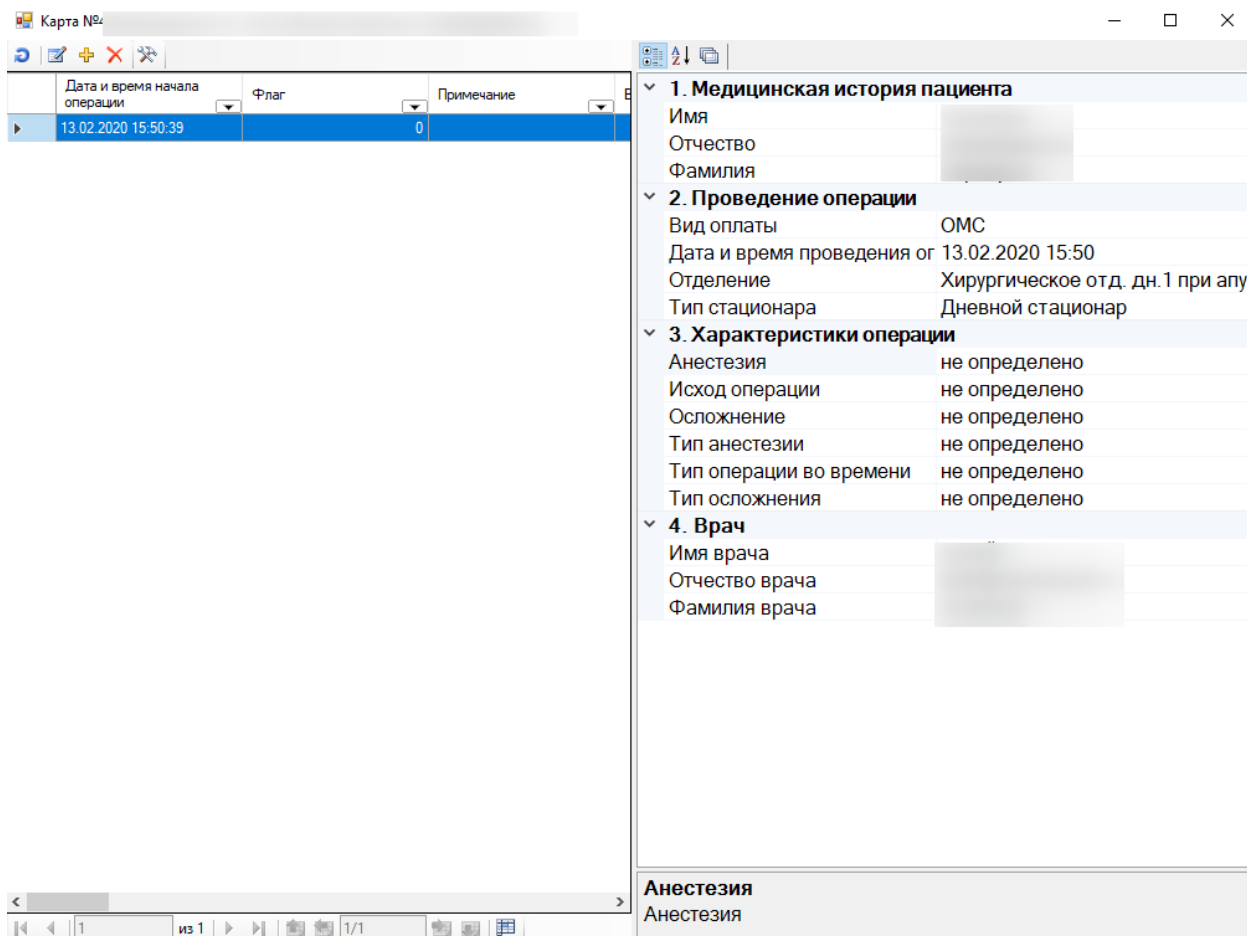 Карта №4
Дата и время начала операции
Флаг
Примечание
13.02.2020 15:50:39
0
1
из 1
1/1
1. Медицинская история пациента
Имя
Отчество
Фамилия
2. Проведение операции
Вид оплаты ОМС
Дата и время проведения ог 13.02.2020 15:50
Отделение Хирургическое отд. дн.1 при апу
Тип стационара Дневной стационар
3. Характеристики операции
Анестезия не определено
Исход операции не определено
Осложнение не определено
Тип анестезии не определено
Тип операции во времени не определено
Тип осложнения не определено
4. Врач
Имя врача
Отчество врача
Фамилия врача
Анестезия
Анестезия